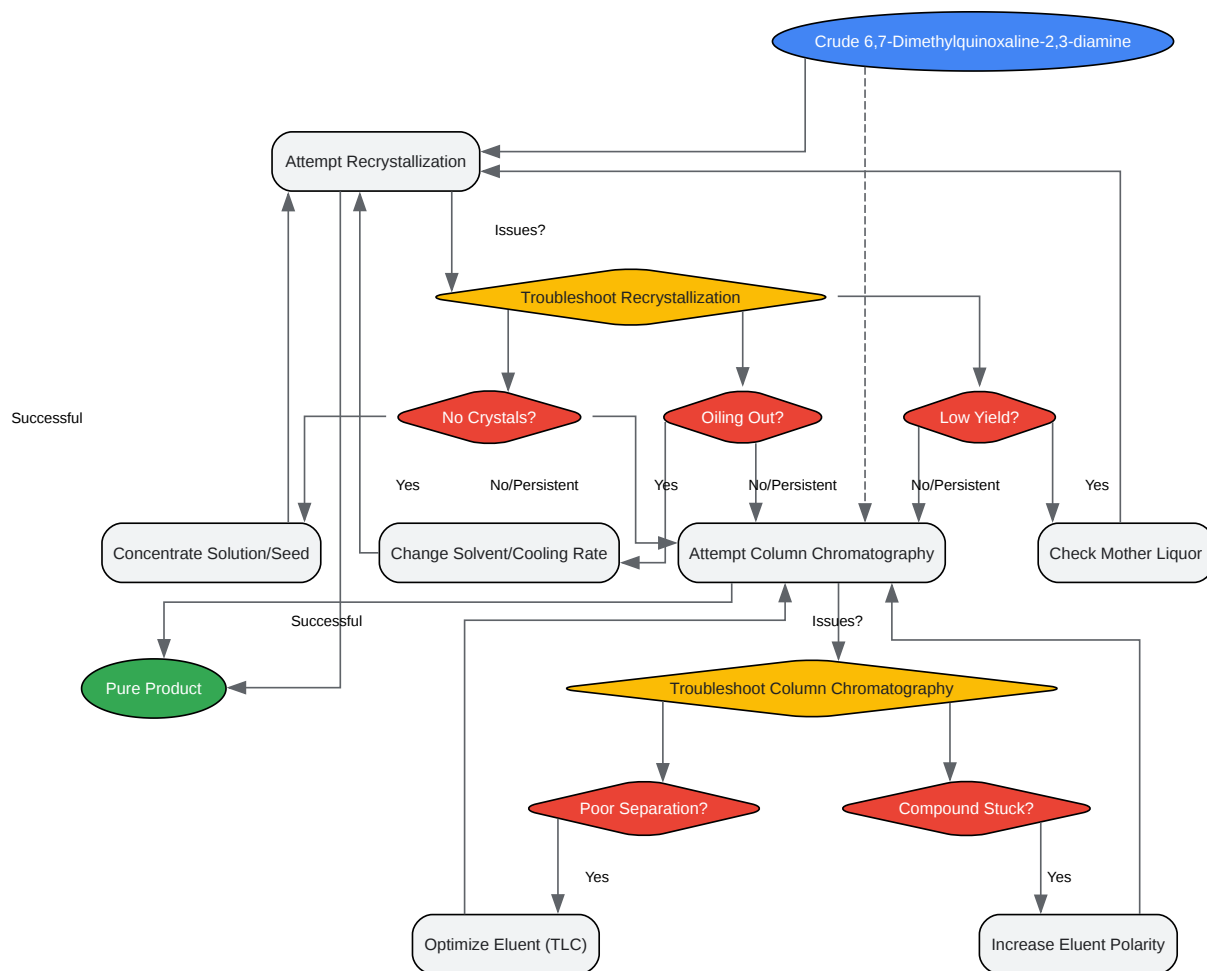 Crude 6,7-Dimethylquinoxaline-2,3-diamine
Attempt Recrystallization
Issues?
Troubleshoot Recrystallization
Successful
No Crystals?
Oiling Out?
Low Yield?
Yes
No/Persistent
Yes
No/Persistent
No/Persistent
Yes
Concentrate Solution/Seed
Change Solvent/Cooling Rate
Attempt Column Chromatography
Check Mother Liquor
Successful
Issues?
Pure Product
Troubleshoot Column Chromatography
Poor Separation?
Compound Stuck?
Yes
Yes
Optimize Eluent (TLC)
Increase Eluent Polarity